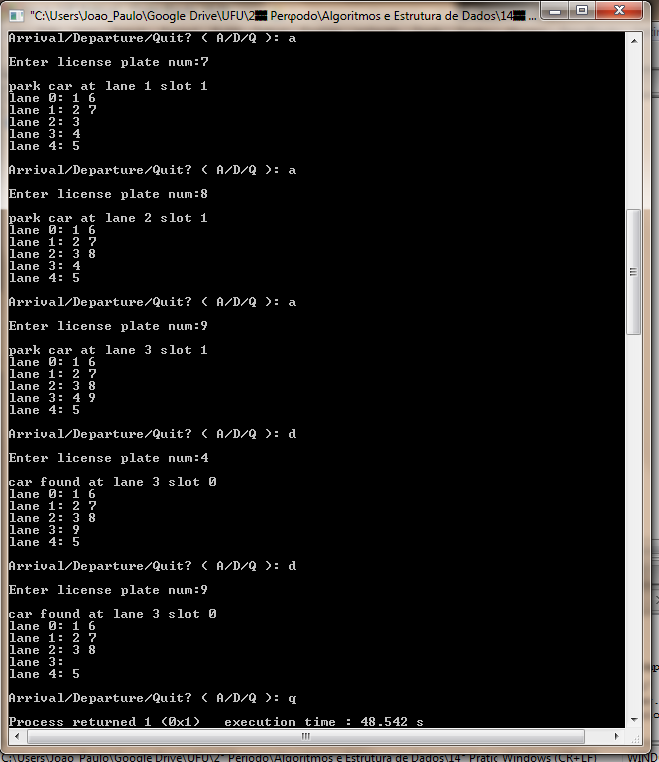 "C:\Users\Joao_Paulo\Google Drive\UFU\2 Perφodo\Algoritmos e Estrutura de Dados\14 ...
Arrival/Departure/Quit? ( A/D/Q ): a
Enter license plate num:7
park car at lane 1 slot 1
lane 0: 1 6
lane 1: 2 7
lane 2: 3
lane 3: 4
lane 4: 5
Arrival/Departure/Quit? ( A/D/Q ): a
Enter license plate num:8
park car at lane 2 slot 1
lane 0: 1 6
lane 1: 2 7
lane 2: 3 8
lane 3: 4
lane 4: 5
Arrival/Departure/Quit? ( A/D/Q ): a
Enter license plate num:9
park car at lane 3 slot 1
lane 0: 1 6
lane 1: 2 7
lane 2: 3 8
lane 3: 4 9
lane 4: 5
Arrival/Departure/Quit? ( A/D/Q ): d
Enter license plate num:4
car found at lane 3 slot 0
lane 0: 1 6
lane 1: 2 7
lane 2: 3 8
lane 3: 9
lane 4: 5
Arrival/Departure/Quit? ( A/D/Q ): d
Enter license plate num:9
car found at lane 3 slot 0
lane 0: 1 6
lane 1: 2 7
lane 2: 3 8
lane 3:
lane 4: 5
Arrival/Departure/Quit? ( A/D/Q ): q
Process returned 1 (0x1)   execution time : 48.542 s
C:\Users\Joao_Paulo\Google Drive\UFU\2° Período\Algoritmos e Estrutura de Dados\14° Pratic Windows (CR+LF) WIND